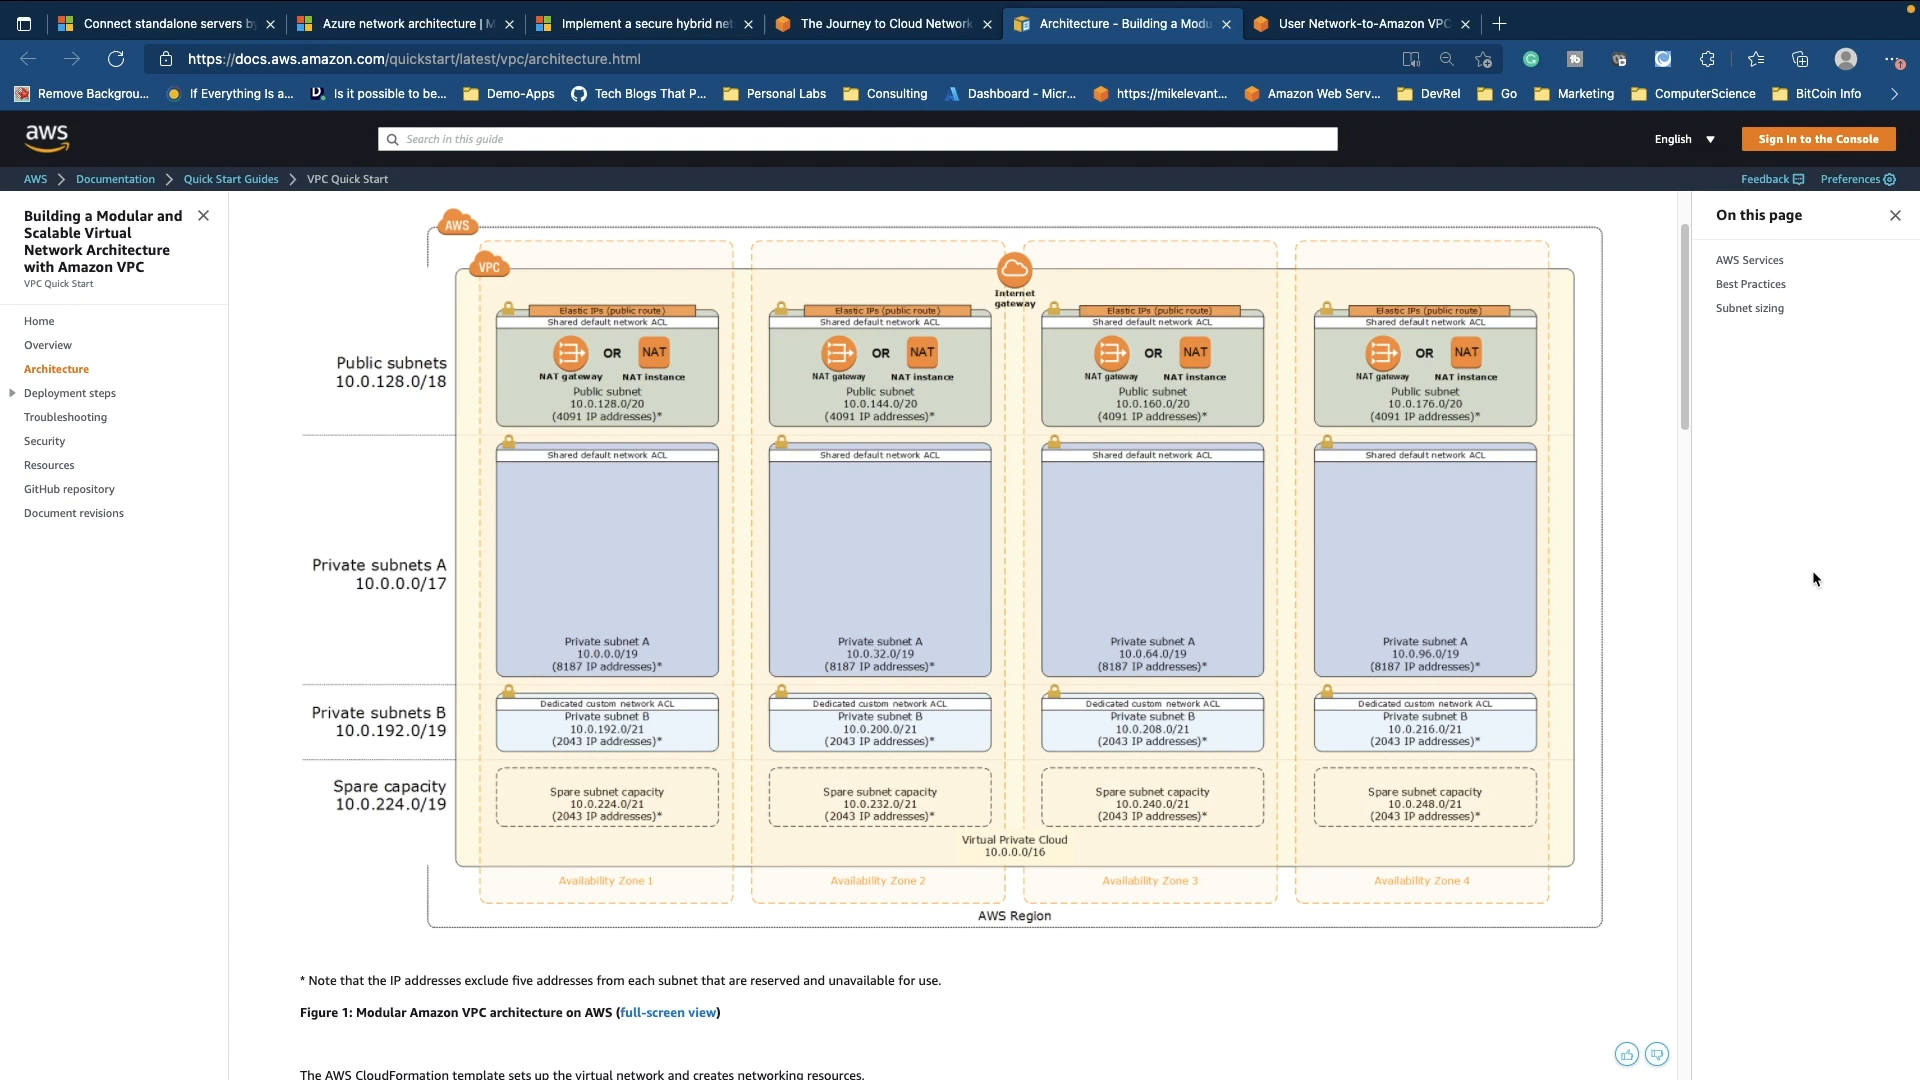 Connect standalone servers by
Azure network architecture | M
Implement a secure hybrid net
The Journey to Cloud Network
Architecture - Building a Modu
User Network-to-Amazon VPC
https://docs.aws.amazon.com/quickstart/latest/vpc/architecture.html
Remove Backgrou...
If Everything Is a...
Is it possible to be...
Demo-Apps
Tech Blogs That P...
Personal Labs
Consulting
Dashboard - Micr...
https://mikelevant...
Amazon Web Serv...
DevRel
Go
Marketing
ComputerScience
BitCoin Info
aws
Search in this guide
English
Sign In to the Console
AWS
Documentation
Quick Start Guides
VPC Quick Start
Feedback
Preferences
Building a Modular and
Scalable Virtual
Network Architecture
with Amazon VPC
VPC Quick Start
Home
Overview
Architecture
Deployment steps
Troubleshooting
Security
Resources
GitHub repository
Document revisions
AWS
VPC
Internet
gateway
Public subnets
10.0.128.0/18
Elastic IPs (public route)
Shared default network ACL
OR
NAT
NAT gateway
NAT instance
Public subnet
10.0.128.0/20
(4091 IP addresses)*
Elastic IPs (public route)
Shared default network ACL
OR
NAT
NAT gateway
NAT instance
Public subnet
10.0.144.0/20
(4091 IP addresses)*
Elastic IPs (public route)
Shared default network ACL
OR
NAT
NAT gateway
NAT instance
Public subnet
10.0.160.0/20
(4091 IP addresses)*
Elastic IPs (public route)
Shared default network ACL
OR
NAT
NAT gateway
NAT instance
Public subnet
10.0.176.0/20
(4091 IP addresses)*
Private subnets A
10.0.0.0/17
Shared default network ACL
Private subnet A
10.0.0.0/19
(8187 IP addresses)*
Shared default network ACL
Private subnet A
10.0.32.0/19
(8187 IP addresses)*
Shared default network ACL
Private subnet A
10.0.64.0/19
(8187 IP addresses)*
Shared default network ACL
Private subnet A
10.0.96.0/19
(8187 IP addresses)*
Private subnets B
10.0.192.0/19
Dedicated custom network ACL
Private subnet B
10.0.192.0/21
(2043 IP addresses)*
Dedicated custom network ACL
Private subnet B
10.0.200.0/21
(2043 IP addresses)*
Dedicated custom network ACL
Private subnet B
10.0.208.0/21
(2043 IP addresses)*
Dedicated custom network ACL
Private subnet B
10.0.216.0/21
(2043 IP addresses)*
Spare capacity
10.0.224.0/19
Spare subnet capacity
10.0.224.0/21
(2043 IP addresses)*
Spare subnet capacity
10.0.232.0/21
(2043 IP addresses)*
Spare subnet capacity
10.0.240.0/21
(2043 IP addresses)*
Spare subnet capacity
10.0.248.0/21
(2043 IP addresses)*
Virtual Private Cloud
10.0.0.0/16
Availability Zone 1
Availability Zone 2
Availability Zone 3
Availability Zone 4
AWS Region
* Note that the IP addresses exclude five addresses from each subnet that are reserved and unavailable for use.
Figure 1: Modular Amazon VPC architecture on AWS (full-screen view)
The AWS CloudFormation template sets up the virtual network and creates networking resources.
On this page
AWS Services
Best Practices
Subnet sizing